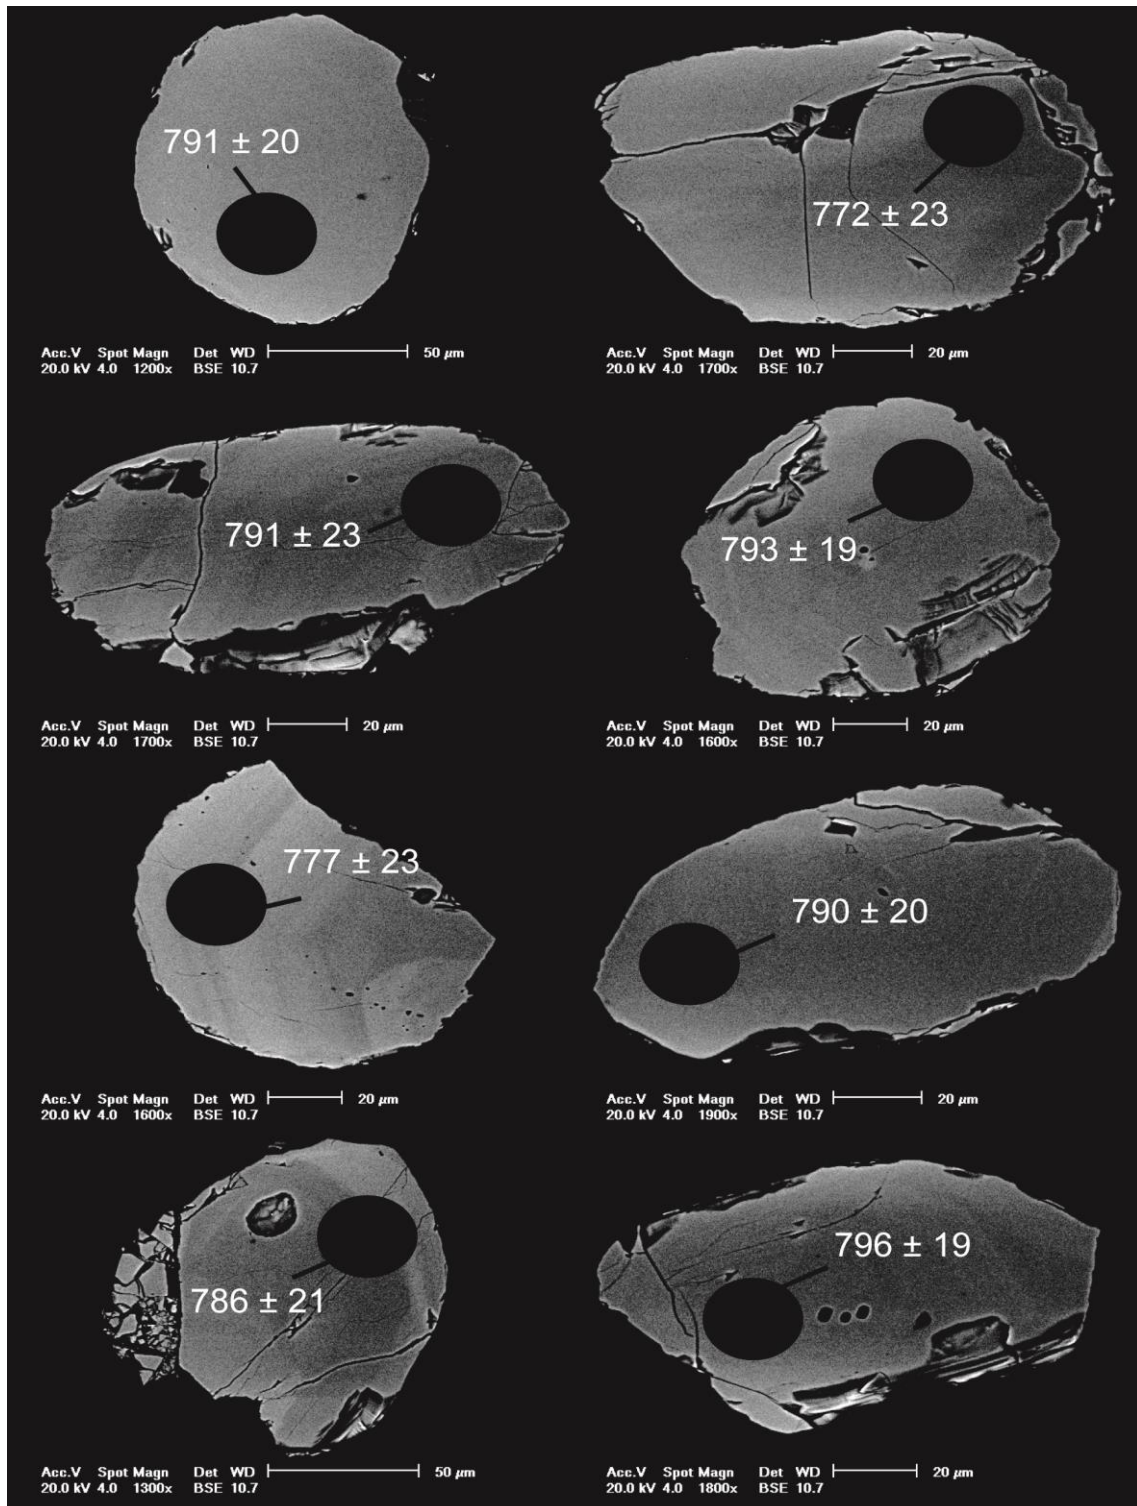 791 ± 20
Acc.V Spot Magn Det WD 50 µm
20.0 kV 4.0 1200x BSE 10.7
772 ± 23
Acc.V Spot Magn Det WD 20 µm
20.0 kV 4.0 1700x BSE 10.7
791 ± 23
Acc.V Spot Magn Det WD 20 µm
20.0 kV 4.0 1700x BSE 10.7
793 ± 19
Acc.V Spot Magn Det WD 20 µm
20.0 kV 4.0 1600x BSE 10.7
777 ± 23
Acc.V Spot Magn Det WD 20 µm
20.0 kV 4.0 1600x BSE 10.7
790 ± 20
Acc.V Spot Magn Det WD 20 µm
20.0 kV 4.0 1900x BSE 10.7
786 ± 21
Acc.V Spot Magn Det WD 50 µm
20.0 kV 4.0 1300x BSE 10.7
796 ± 19
Acc.V Spot Magn Det WD 20 µm
20.0 kV 4.0 1800x BSE 10.7